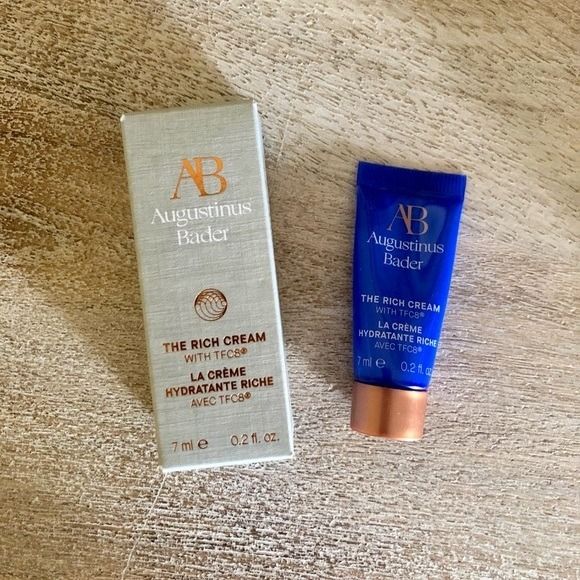 AB
Augustinus
Bader
THE RICH CREAM
WITH TFC8®
LA CRÈME
HYDRATANTE RICHE
AVEC TFC8®
7 ml e 0.2 fl. oz.
AB
Augustinus
Bader
THE RICH CREAM
WITH TFC8®
LA CRÈME
HYDRATANTE RICHE
AVEC TFC8®
7 ml e 0.2 fl. oz.